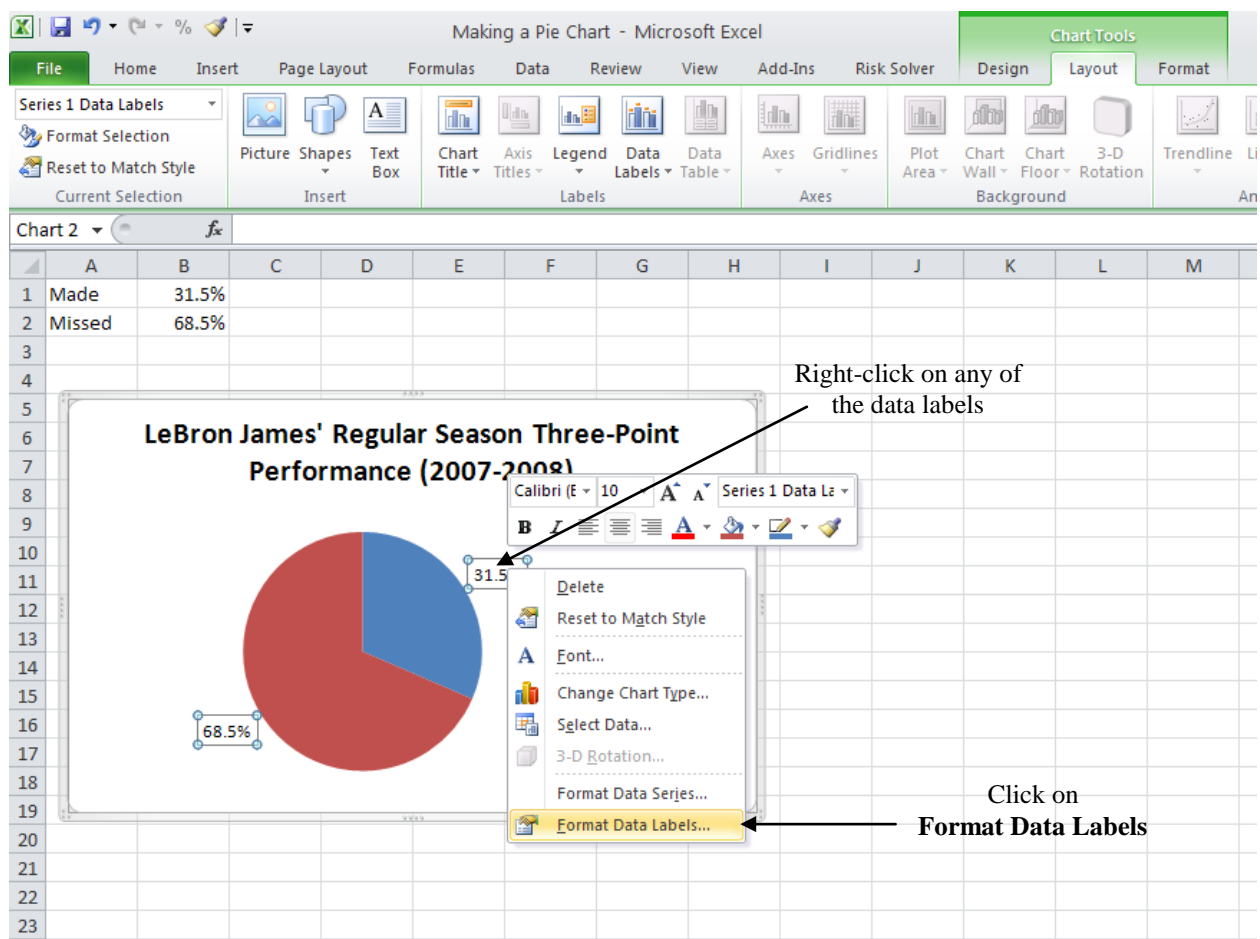 Making a Pie Chart - Microsoft Excel
Chart Tools
File Home Insert Page Layout Formulas Data Review View Add-Ins Risk Solver Design Layout Format
Series 1 Data Labels
Format Selection
Reset to Match Style
Current Selection
Picture Shapes Text Box
Insert
Chart Title Axis Titles Legend Data Labels Data Table
Labels
Axes Gridlines
Axes
Plot Area Chart Wall Chart Floor 3-D Rotation
Background
Trendline Li
An
Chart 2 fx
A B C D E F G H I J K L M
1 Made 31.5%
2 Missed 68.5%
3
4
5
6
7
8
9
10
11
12
13
14
15
16
17
18
19
20
21
22
23
Right-click on any of
the data labels
LeBron James' Regular Season Three-Point
Performance (2007-2008)
Calibri (E 10 A A Series 1 Data La
B I A
31.5
68.5%
Delete
Reset to Match Style
A Font...
Change Chart Type...
Select Data...
3-D Rotation...
Format Data Series...
Format Data Labels...
Click on
Format Data Labels